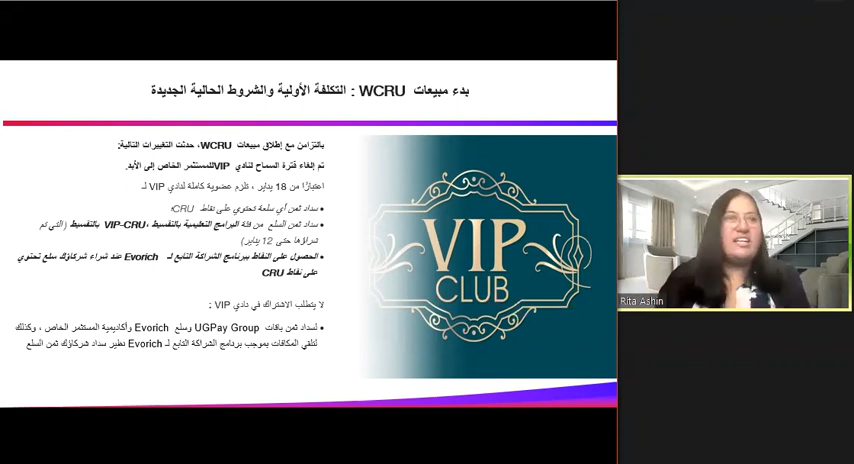 بدء مبيعات WCRU : التكلفة الأولية والشروط الحالية الجديدة
بالتزامن مع إطلاق مبيعات WCRU، حدثت التغييرات التالية:
تم إلغاء فترة السماح لنادي VIPللمستثمر الخاص إلى الأبد.
اعتبارًا من 18 يناير ، تلزم عضوية كاملة لنادي VIP لـ
• سداد ثمن أي سلعة تحتوي على نقاط CRU؛
• سداد ثمن السلع من فئة البرامج التعليمية بالتقسيط ، VIP-CRU بالتقسيط ( التي تم
شراؤها حتى 12 يناير)
• الحصول على النقاط ببرنامج الشراكة التابع لـ Evorich عند شراء شركاؤك سلع تحتوي
على نقاط CRU
لا يتطلب الاشتراك في نادي VIP :
• لسداد ثمن باقات UGPay Group وسلع Evorich وأكاديمية المستثمر الخاص ، وكذلك
لتلقي المكافآت بموجب برنامج الشراكة التابع لـ Evorich نظير سداد شركاؤك ثمن السلع
VIP
CLUB
Rita Ashin